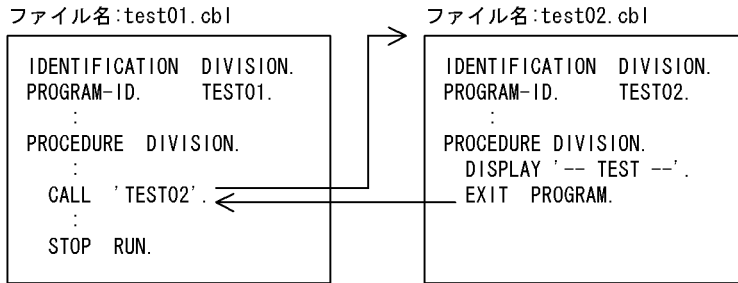 ファイル名:test01.cbl
IDENTIFICATION DIVISION.
PROGRAM-ID. TEST01.
:
PROCEDURE DIVISION.
:
CALL 'TEST02'.
:
STOP RUN.
ファイル名:test02.cbl
IDENTIFICATION DIVISION.
PROGRAM-ID. TEST02.
:
PROCEDURE DIVISION.
DISPLAY '-- TEST --'.
EXIT PROGRAM.